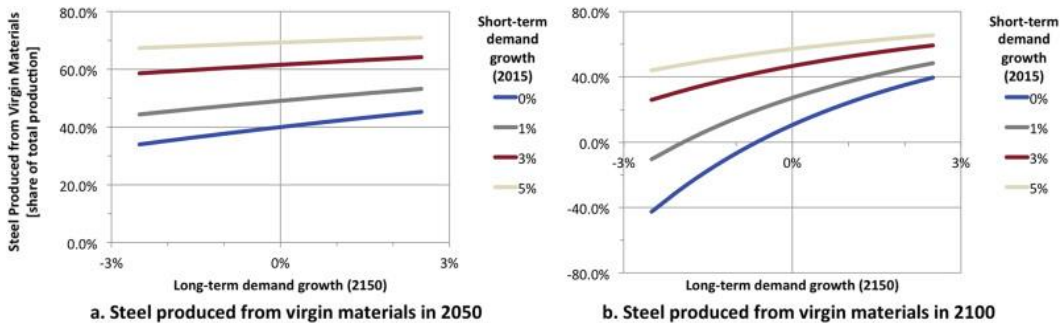 Steel Produced from Virgin Materials
[share of total production]
80.0%
60.0%
40.0%
20.0%
0.0%
-3%
0%
3%
Long-term demand growth (2150)
Short-term
demand
growth
(2015)
0%
1%
3%
5%
a. Steel produced from virgin materials in 2050
80.0%
40.0%
0.0%
-40.0%
-80.0%
-3%
0%
3%
Long-term demand growth (2150)
Short-term
demand
growth
(2015)
0%
1%
3%
5%
b. Steel produced from virgin materials in 2100